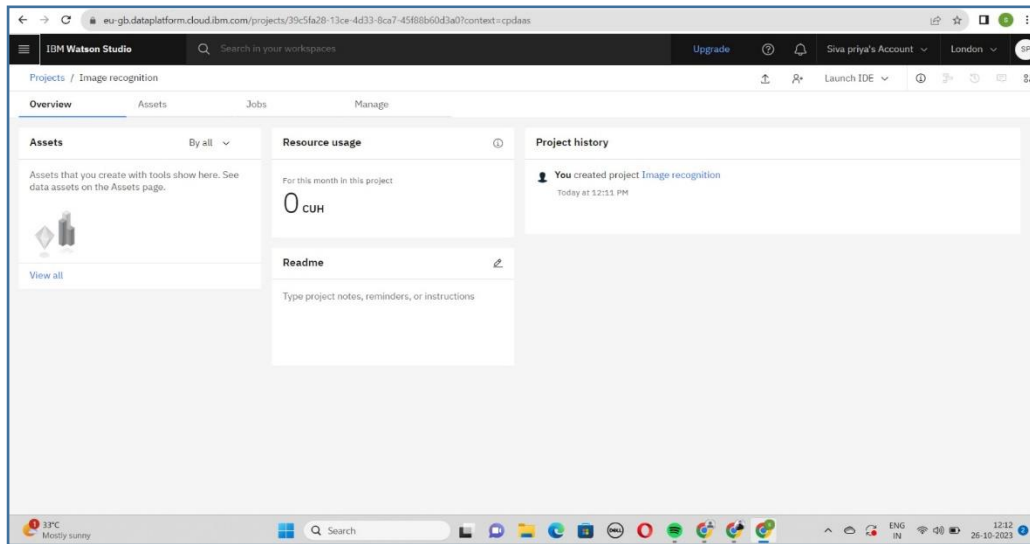 eu-gb.dataplatform.cloud.ibm.com/projects/39c5fa28-13ce-4d33-8ca7-45f88b60d3a0?context=cpdaas
IBM Watson Studio
Search in your workspaces
Upgrade
Siva priya's Account
London
SP
Projects / Image recognition
Launch IDE
Overview
Assets
Jobs
Manage
Assets
By all
Assets that you create with tools show here. See
data assets on the Assets page.
View all
Resource usage
For this month in this project
0 CUH
Readme
Type project notes, reminders, or instructions
Project history
You created project Image recognition
Today at 12:11 PM
1
33°C
Mostly sunny
Search
DELL
ENG
IN
12:12
26-10-2023
2